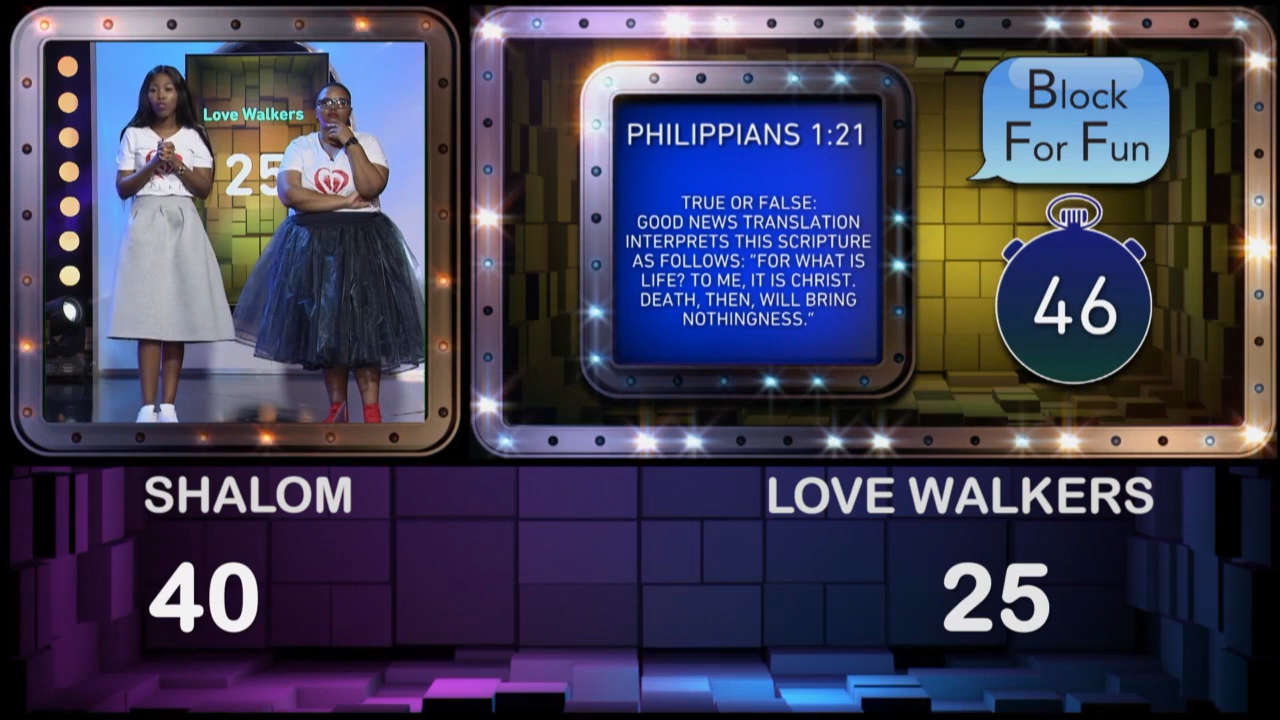 Love Walkers
25
PHILIPPIANS 1:21
TRUE OR FALSE:
GOOD NEWS TRANSLATION
INTERPRETS THIS SCRIPTURE
AS FOLLOWS: "FOR WHAT IS
LIFE? TO ME, IT IS CHRIST.
DEATH, THEN, WILL BRING
NOTHINGNESS."
Block
For Fun
46
SHALOM
LOVE WALKERS
40
25